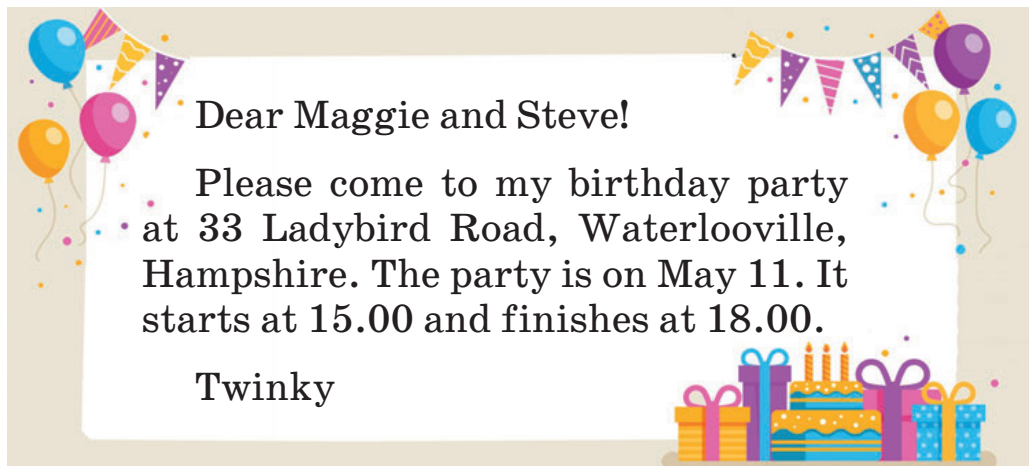 Dear Maggie and Steve!
Please come to my birthday party
at 33 Ladybird Road, Waterlooville,
Hampshire. The party is on May 11. It
starts at 15.00 and finishes at 18.00.
Twinky